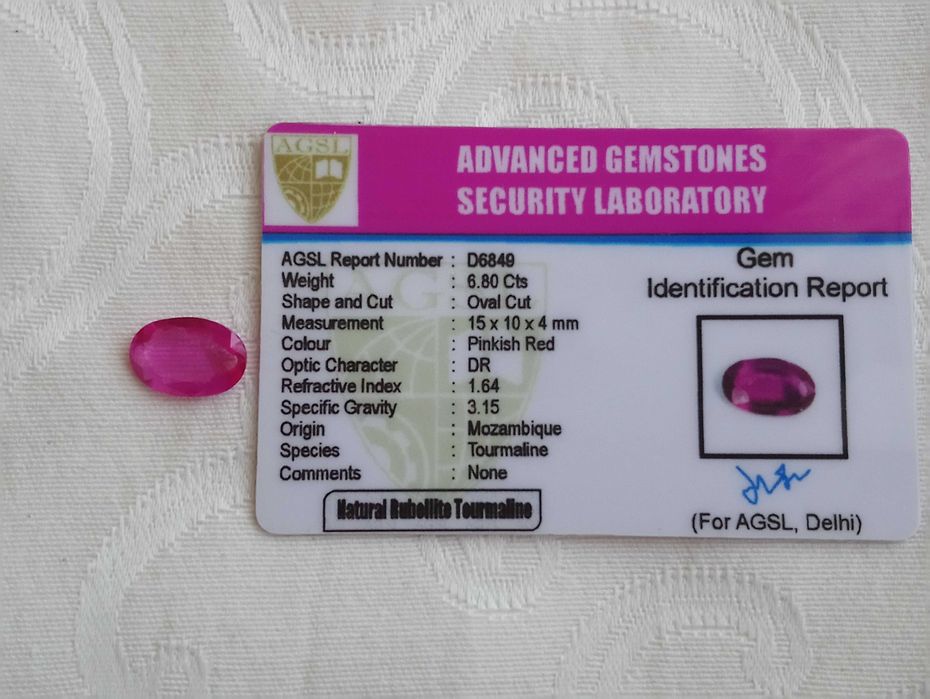 AGSL
ADVANCED GEMSTONES
SECURITY LABORATORY
Gem
Identification Report
AGSL Report Number : D6849
Weight : 6.80 Cts
Shape and Cut : Oval Cut
Measurement : 15 x 10 x 4 mm
Colour : Pinkish Red
Optic Character : DR
Refractive Index : 1.64
Specific Gravity : 3.15
Origin : Mozambique
Species : Tourmaline
Comments : None
Natural Rubellite Tourmaline
(For AGSL, Delhi)